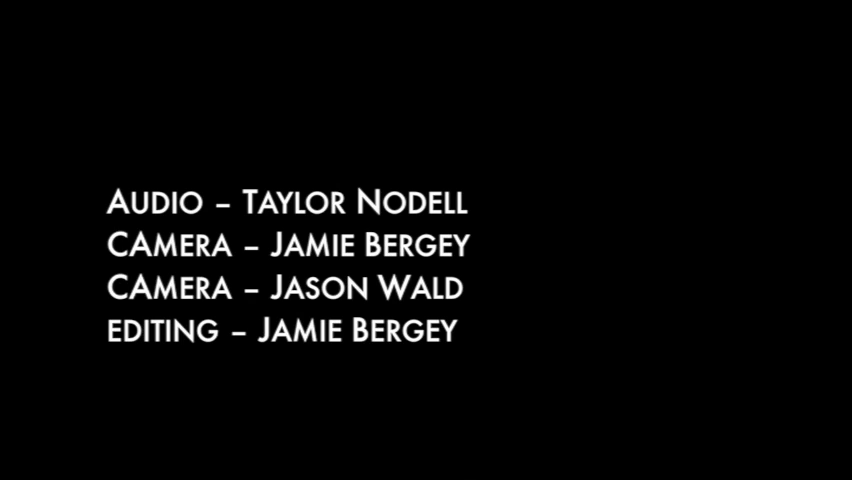 Audio – Taylor Nodell
CAmera – Jamie Bergey
CAmera – Jason Wald
editing – Jamie Bergey